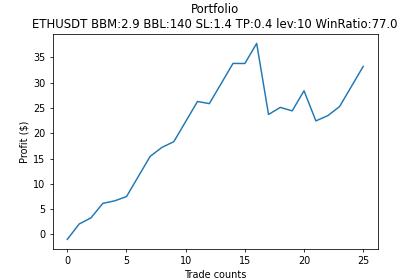 Portfolio
ETHUSDT BBM:2.9 BBL:140 SL:1.4 TP:0.4 lev:10 WinRatio:77.0
35
30
25
20
15
10
5
0
Profit ($)
0 5 10 15 20 25
Trade counts